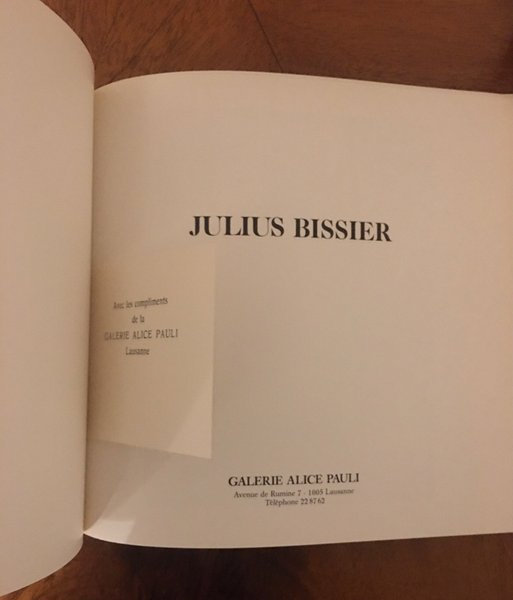 JULIUS BISSIER
Avec les compliments
de la
GALERIE ALICE PAULI
Lausanne
GALERIE ALICE PAULI
Avenue de Rumine 7 - 1005 Lausanne
Téléphone 22 87 62